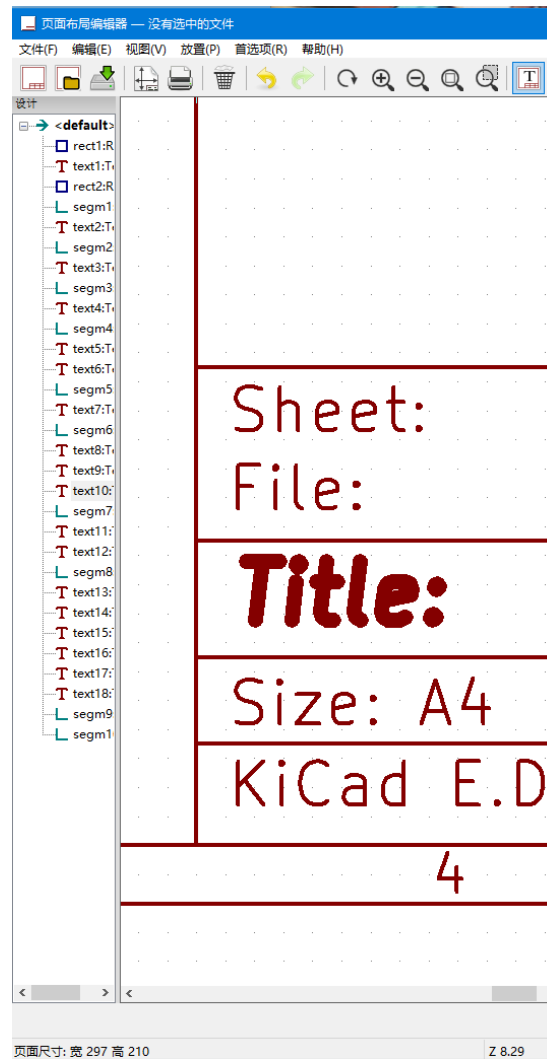 页面布局编辑器 — 没有选中的文件
文件(F) 编辑(E) 视图(V) 放置(P) 首选项(R) 帮助(H)
T
设计
<default>
rect1:R
text1:T
rect2:R
segm1
text2:T
segm2
text3:T
segm3
text4:T
segm4
text5:T
text6:T
segm5
text7:T
segm6
text8:T
text9:T
text10:
segm7
text11:
text12:
segm8
text13:
text14:
text15:
text16:
text17:
text18:
segm9
segm1
Sheet:
File:
Title:
Size: A4
KiCad E.D
4
页面尺寸: 宽 297 高 210
Z 8.29